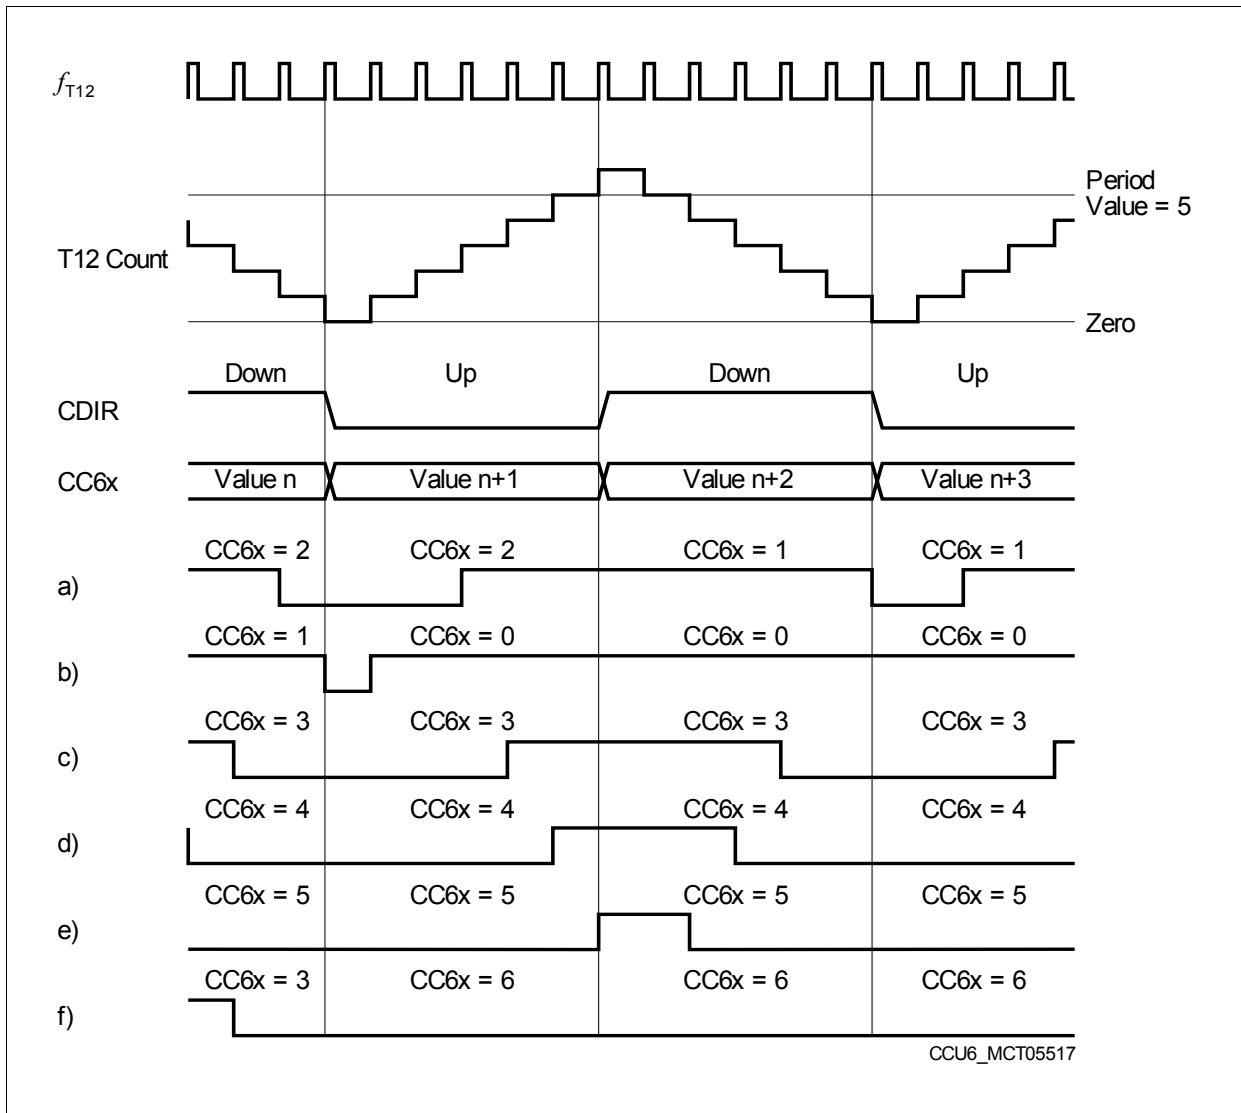 fT12
Period
Value = 5
T12 Count
Zero
Down Up Down Up
CDIR
CC6x Value n Value n+1 Value n+2 Value n+3
CC6x = 2 CC6x = 2 CC6x = 1 CC6x = 1
a)
CC6x = 1 CC6x = 0 CC6x = 0 CC6x = 0
b)
CC6x = 3 CC6x = 3 CC6x = 3 CC6x = 3
c)
CC6x = 4 CC6x = 4 CC6x = 4 CC6x = 4
d)
CC6x = 5 CC6x = 5 CC6x = 5 CC6x = 5
e)
CC6x = 3 CC6x = 6 CC6x = 6 CC6x = 6
f)
CCU6_MCT05517